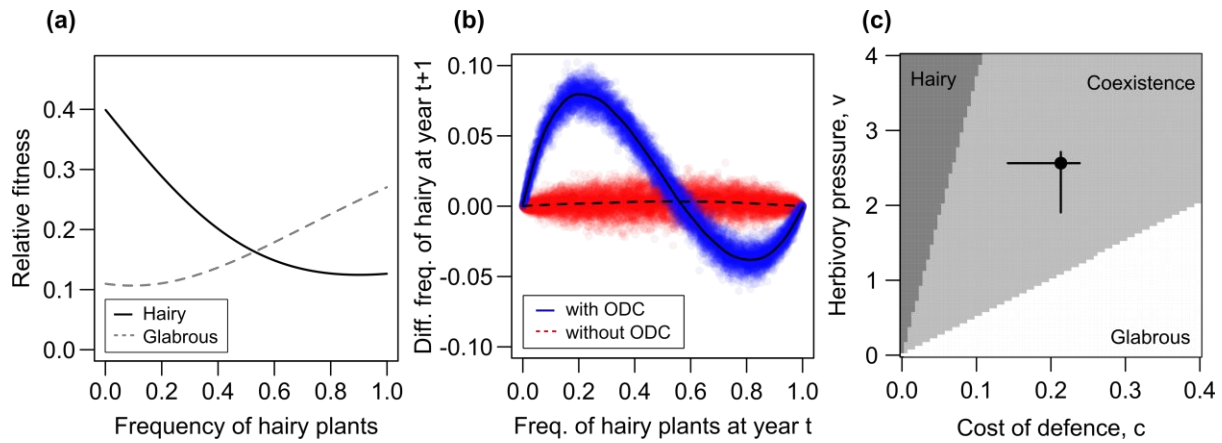 (a)
Relative fitness
0.4
0.3
0.2
0.1
0.0
Hairy
Glabrous
0.0 0.2 0.4 0.6 0.8 1.0
Frequency of hairy plants
(b)
Diff. freq. of hairy at year t+1
0.10
0.05
0.00
-0.05
-0.10
with ODC
without ODC
0.0 0.2 0.4 0.6 0.8 1.0
Freq. of hairy plants at year t
(c)
Herbivory pressure, v
4
3
2
1
0
Hairy
Coexistence
Glabrous
0.0 0.1 0.2 0.3 0.4
Cost of defence, c